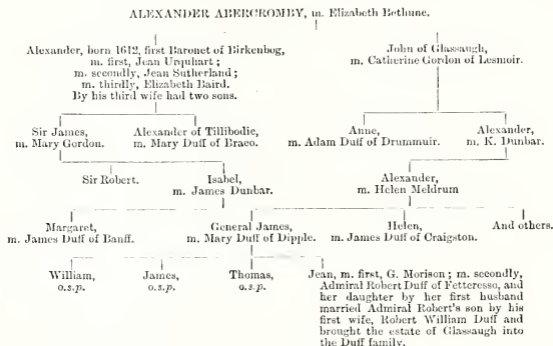 ALEXANDER ABERCROMBY, m. Elizabeth Bethune.
Alexander, born 1612, first Baronet of Birkenbog,
m. first, Jean Urquhart;
m. secondly, Jean Sutherland;
m. thirdly, Elizabeth Baird.
By his third wife had two sons.
John of Glassaugh,
m. Catherine Gordon of Lesmoir.
Sir James,
m. Mary Gordon.
Alexander of Tillibodie,
m. Mary Duff of Braco.
Anne,
m. Adam Duff of Drummuir.
Alexander,
m. K. Dunbar.
Sir Robert.
Isabel,
m. James Dunbar.
Alexander,
m. Helen Meldrum
Margaret,
m. James Duff of Banff.
General James,
m. Mary Duff of Dipple.
Helen,
m. James Duff of Craigston.
And others.
William,
o.s.p.
James,
o.s.p.
Thomas,
o.s.p.
Jean, m. first, G. Morison; m. secondly,
Admiral Robert Duff of Fetteresso, and
her daughter by her first husband
married Admiral Robert's son by his
first wife, Robert William Duff and
brought the estate of Glassaugh into
the Duff family.